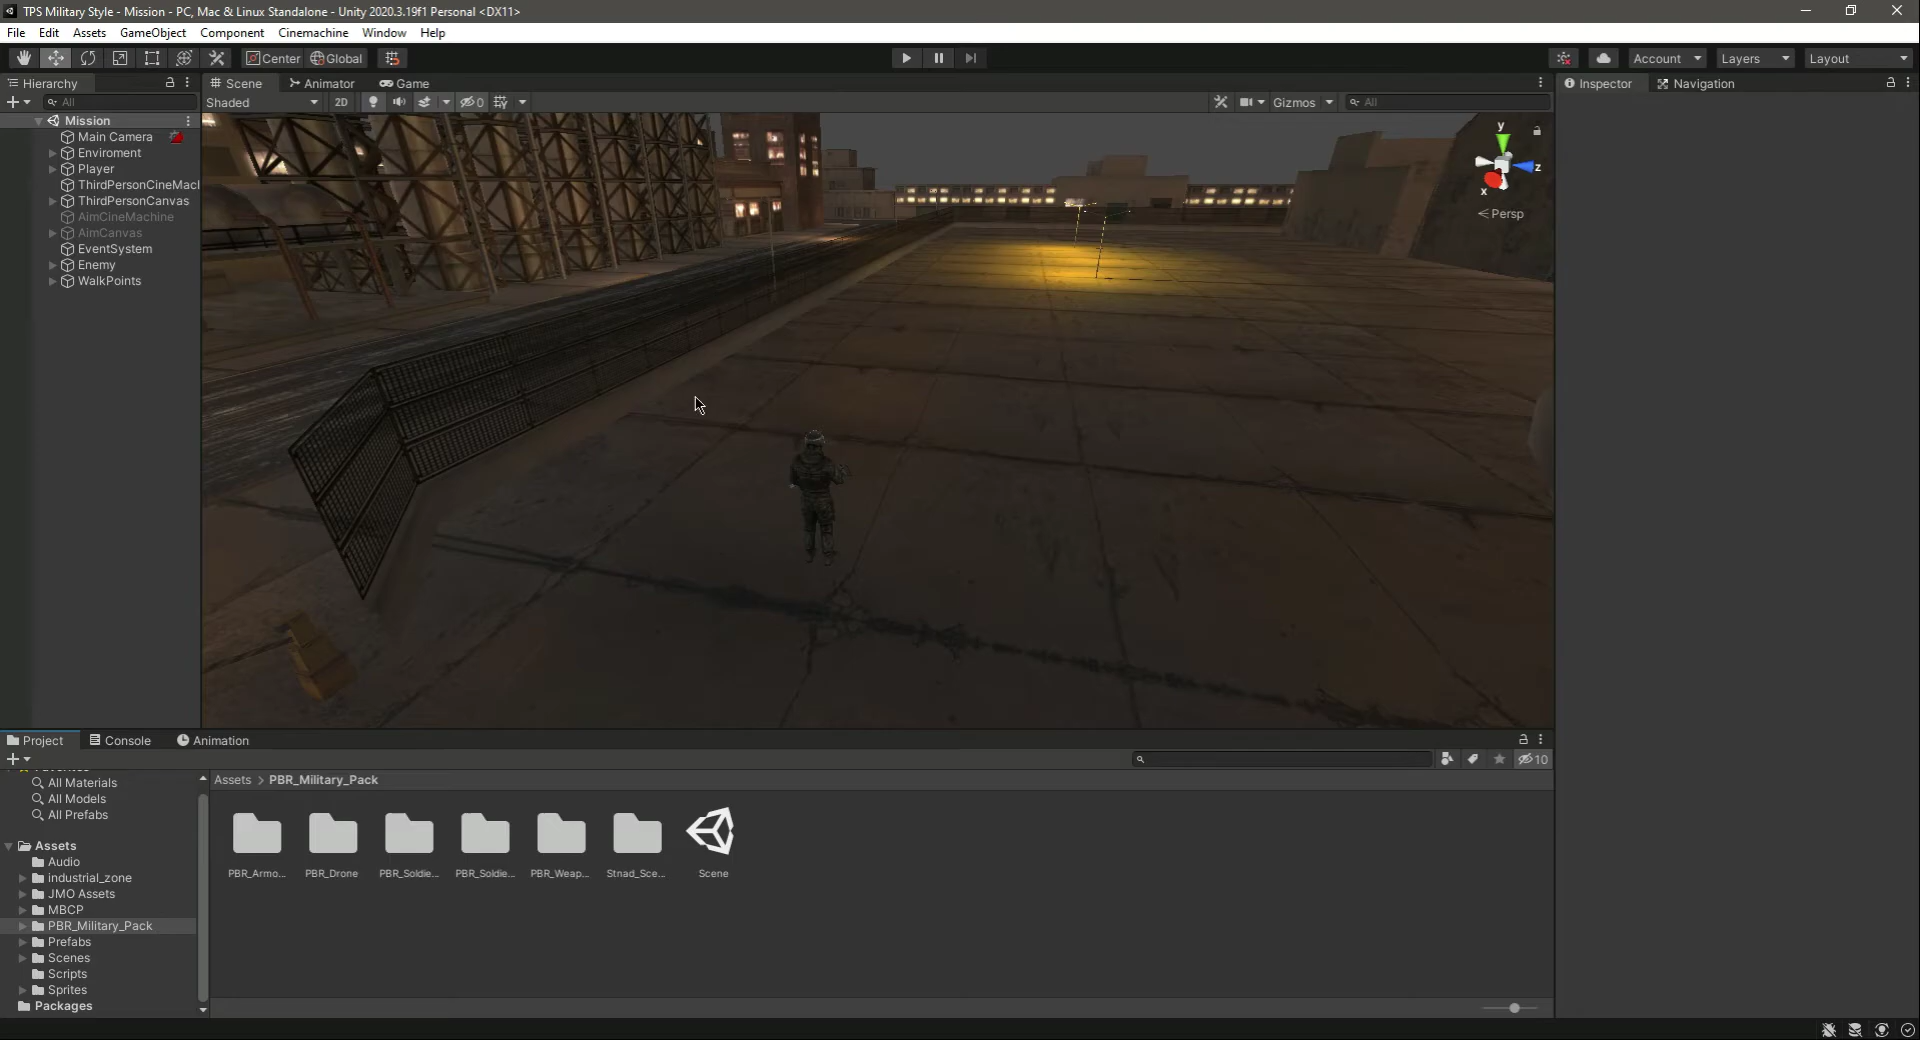 TPS Military Style - Mission - PC, Mac & Linux Standalone - Unity 2020.3.19f1 Personal <DX11>
File Edit Assets GameObject Component Cinemachine Window Help
Center Global Account Layers Layout
Hierarchy Scene Animator Game Inspector Navigation
All Shaded 2D 0 Gizmos All
Mission
Main Camera
Enviroment
Player
ThirdPersonCineMacl
ThirdPersonCanvas
AimCineMachine
AimCanvas
EventSystem
Enemy
WalkPoints
y
z
x
Persp
Project Console Animation
10
All Materials
All Models
All Prefabs
Assets
Audio
industrial_zone
JMO Assets
MBCP
PBR_Military_Pack
Prefabs
Scenes
Scripts
Sprites
Packages
Assets > PBR_Military_Pack
PBR_Armo... PBR_Drone PBR_Soldie... PBR_Soldie... PBR_Weap... Stnad_Sce... Scene